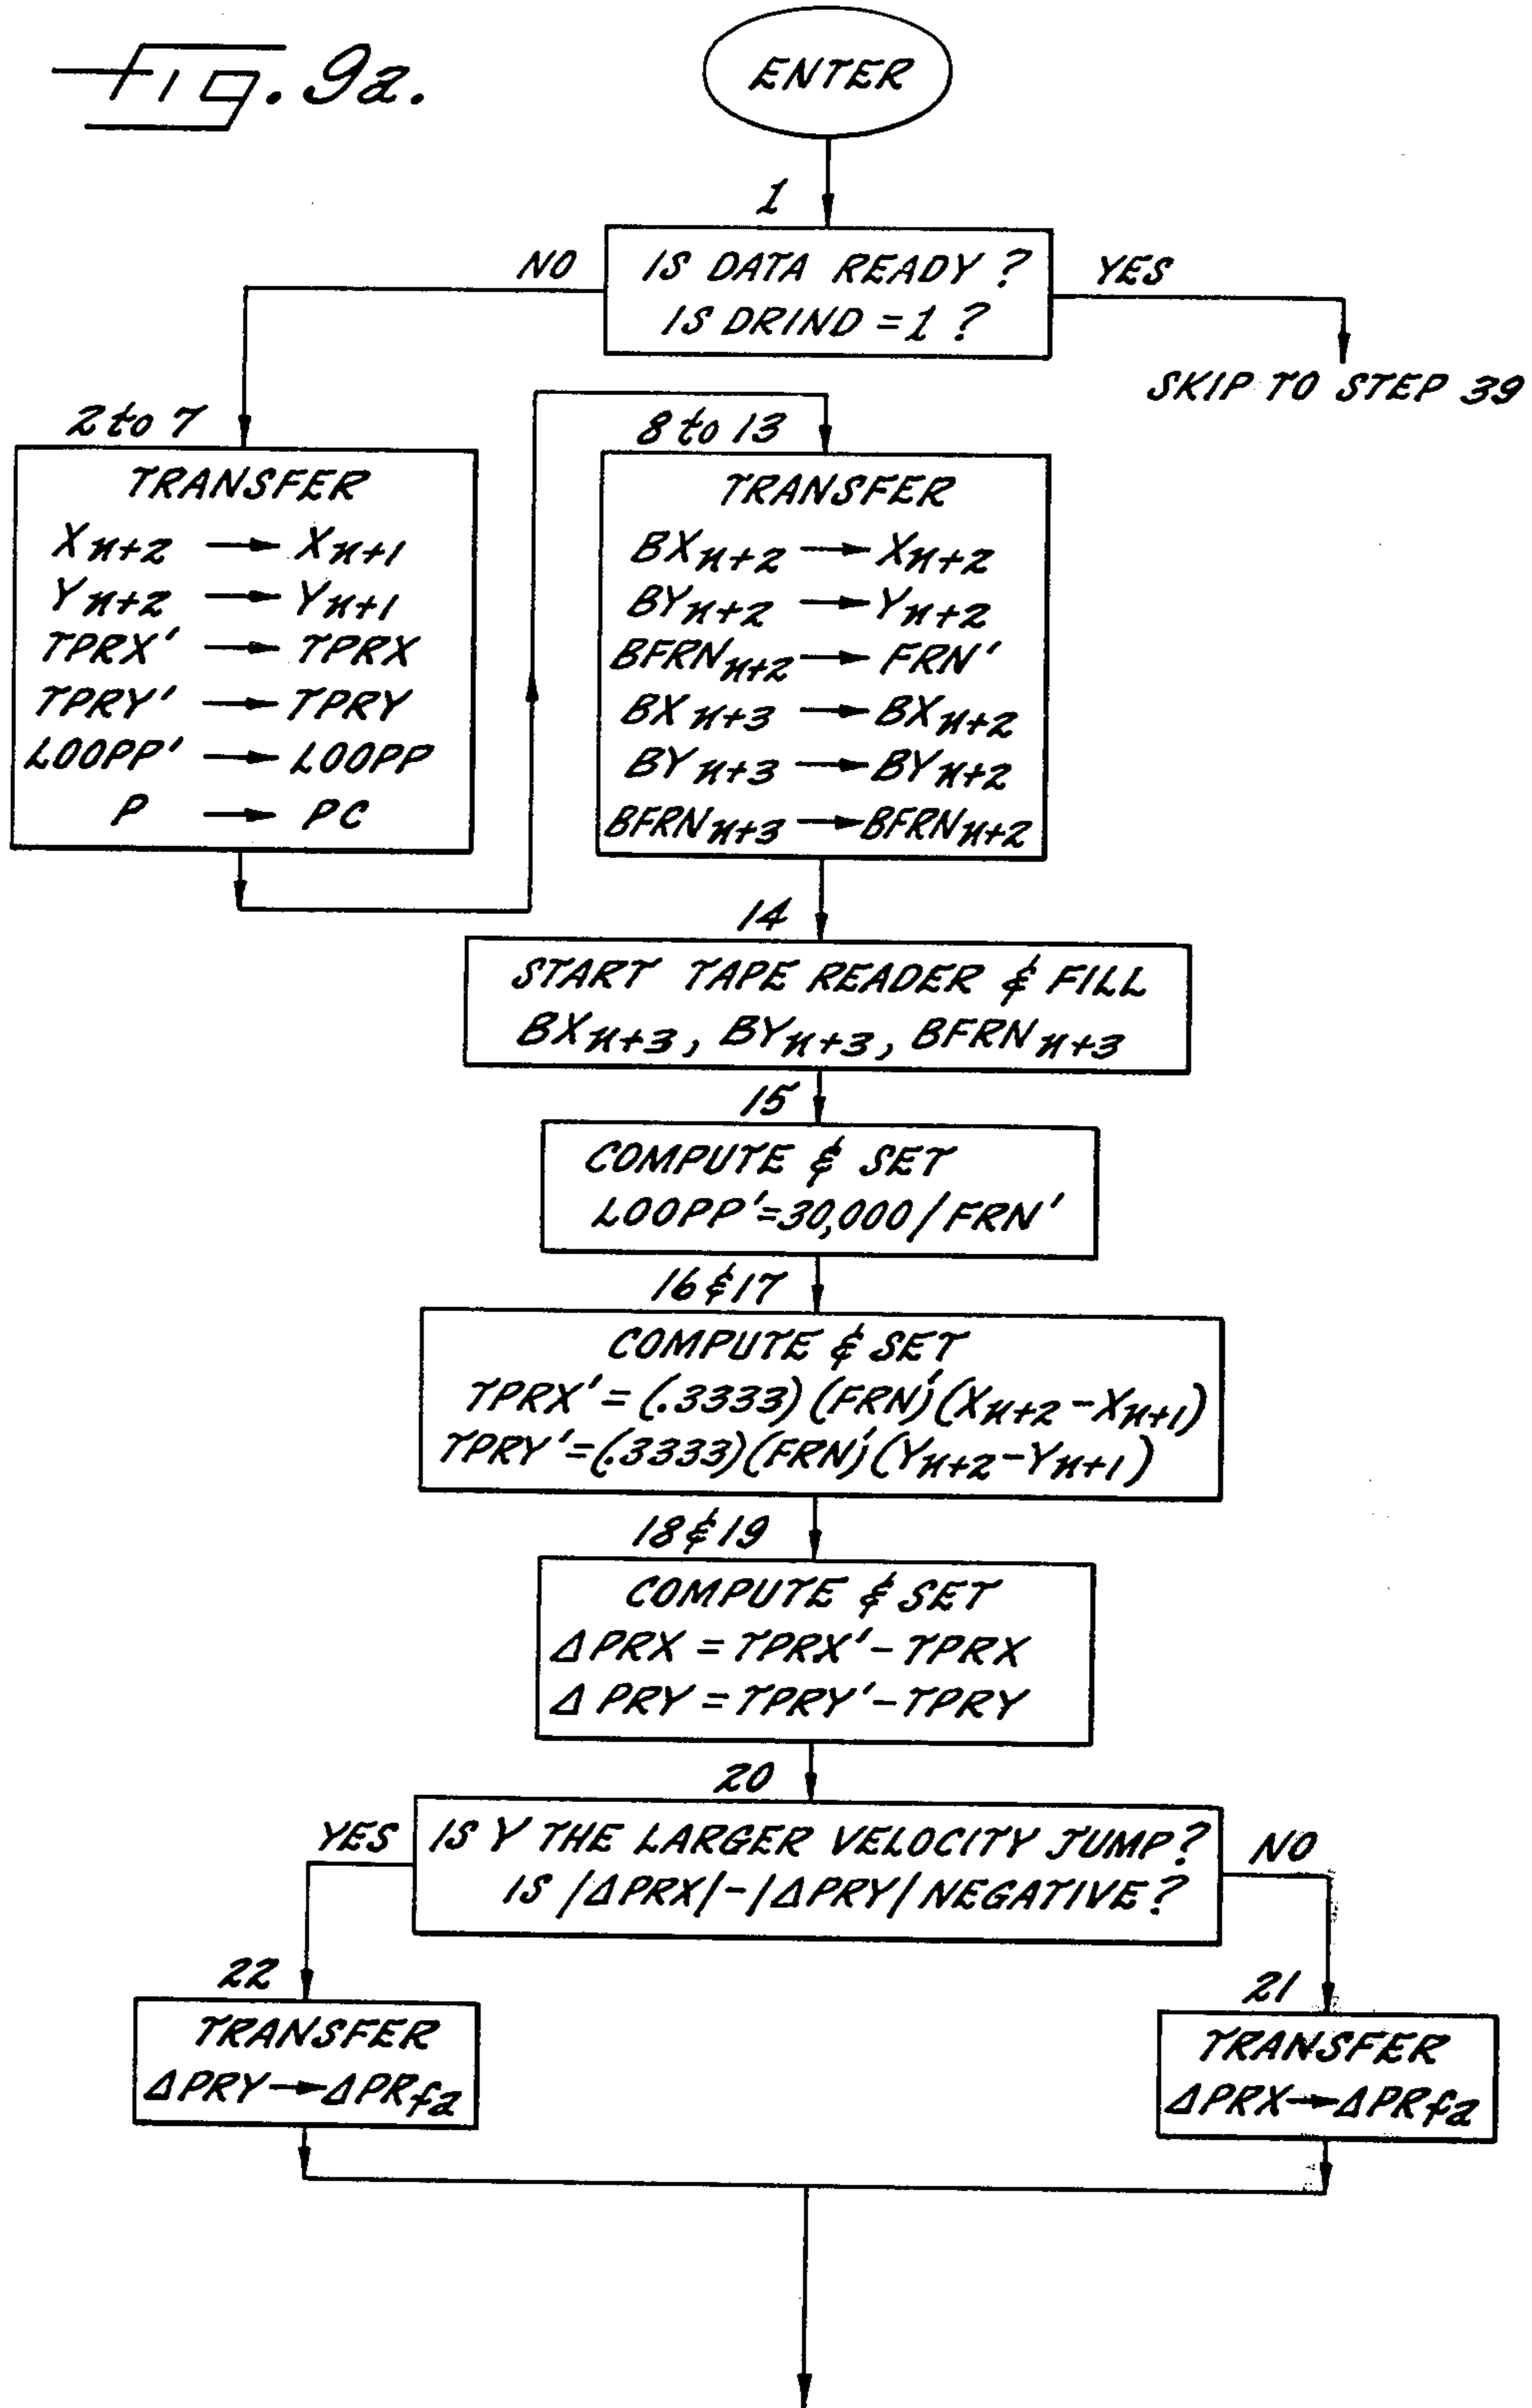 Fig. 9a.
ENTER
1
NO
IS DATA READY ?
IS DRIND = 1 ?
YES
SKIP TO STEP 39
2 to 7
TRANSFER
Xn+2 → Xn+1
Yn+2 → Yn+1
TPRX' → TPRX
TPRY' → TPRY
LOOPP' → LOOPP
P → PC
8 to 13
TRANSFER
BXn+2 → Xn+2
BYn+2 → Yn+2
BFRNn+2 → FRN'
BXn+3 → BXn+2
BYn+3 → BYn+2
BFRNn+3 → BFRNn+2
14
START TAPE READER & FILL
BXn+3, BYn+3, BFRNn+3
15
COMPUTE & SET
LOOPP'=30,000/FRN'
16 & 17
COMPUTE & SET
TPRX' = (.3333)(FRN')(Xn+2 - Xn+1)
TPRY' = (.3333)(FRN')(Yn+2 - Yn+1)
18 & 19
COMPUTE & SET
ΔPRX = TPRX' - TPRX
ΔPRY = TPRY' - TPRY
20
YES
IS Y THE LARGER VELOCITY JUMP?
IS |ΔPRX|-|ΔPRY| NEGATIVE?
NO
22
TRANSFER
ΔPRY → ΔPRfa
21
TRANSFER
ΔPRX → ΔPRfa